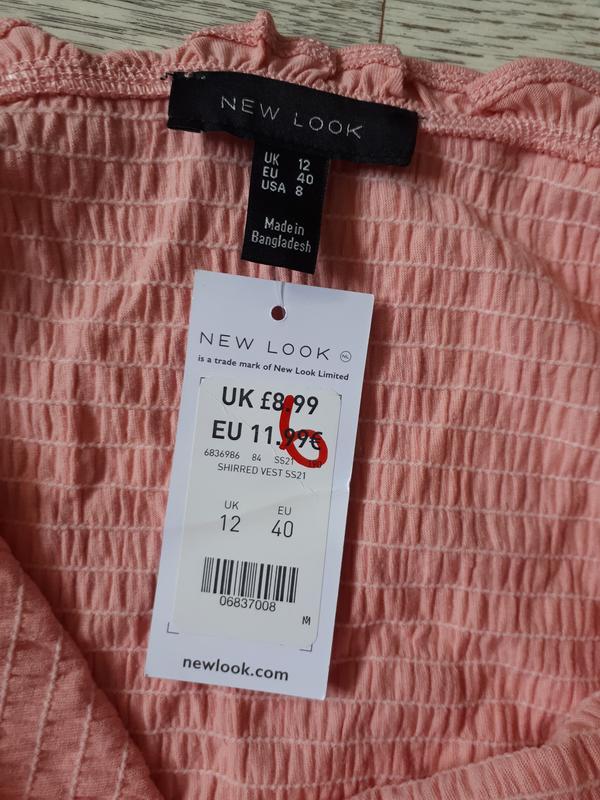 NEW LOOK
UK 12
EU 40
USA 8
Made in
Bangladesh
NEW LOOK NL
is a trade mark of New Look Limited
UK £8.99
EU 11.99€
6
6836986 84 SS21
SHIRRED VEST SS21
UK EU
12 40
06837008
M
newlook.com